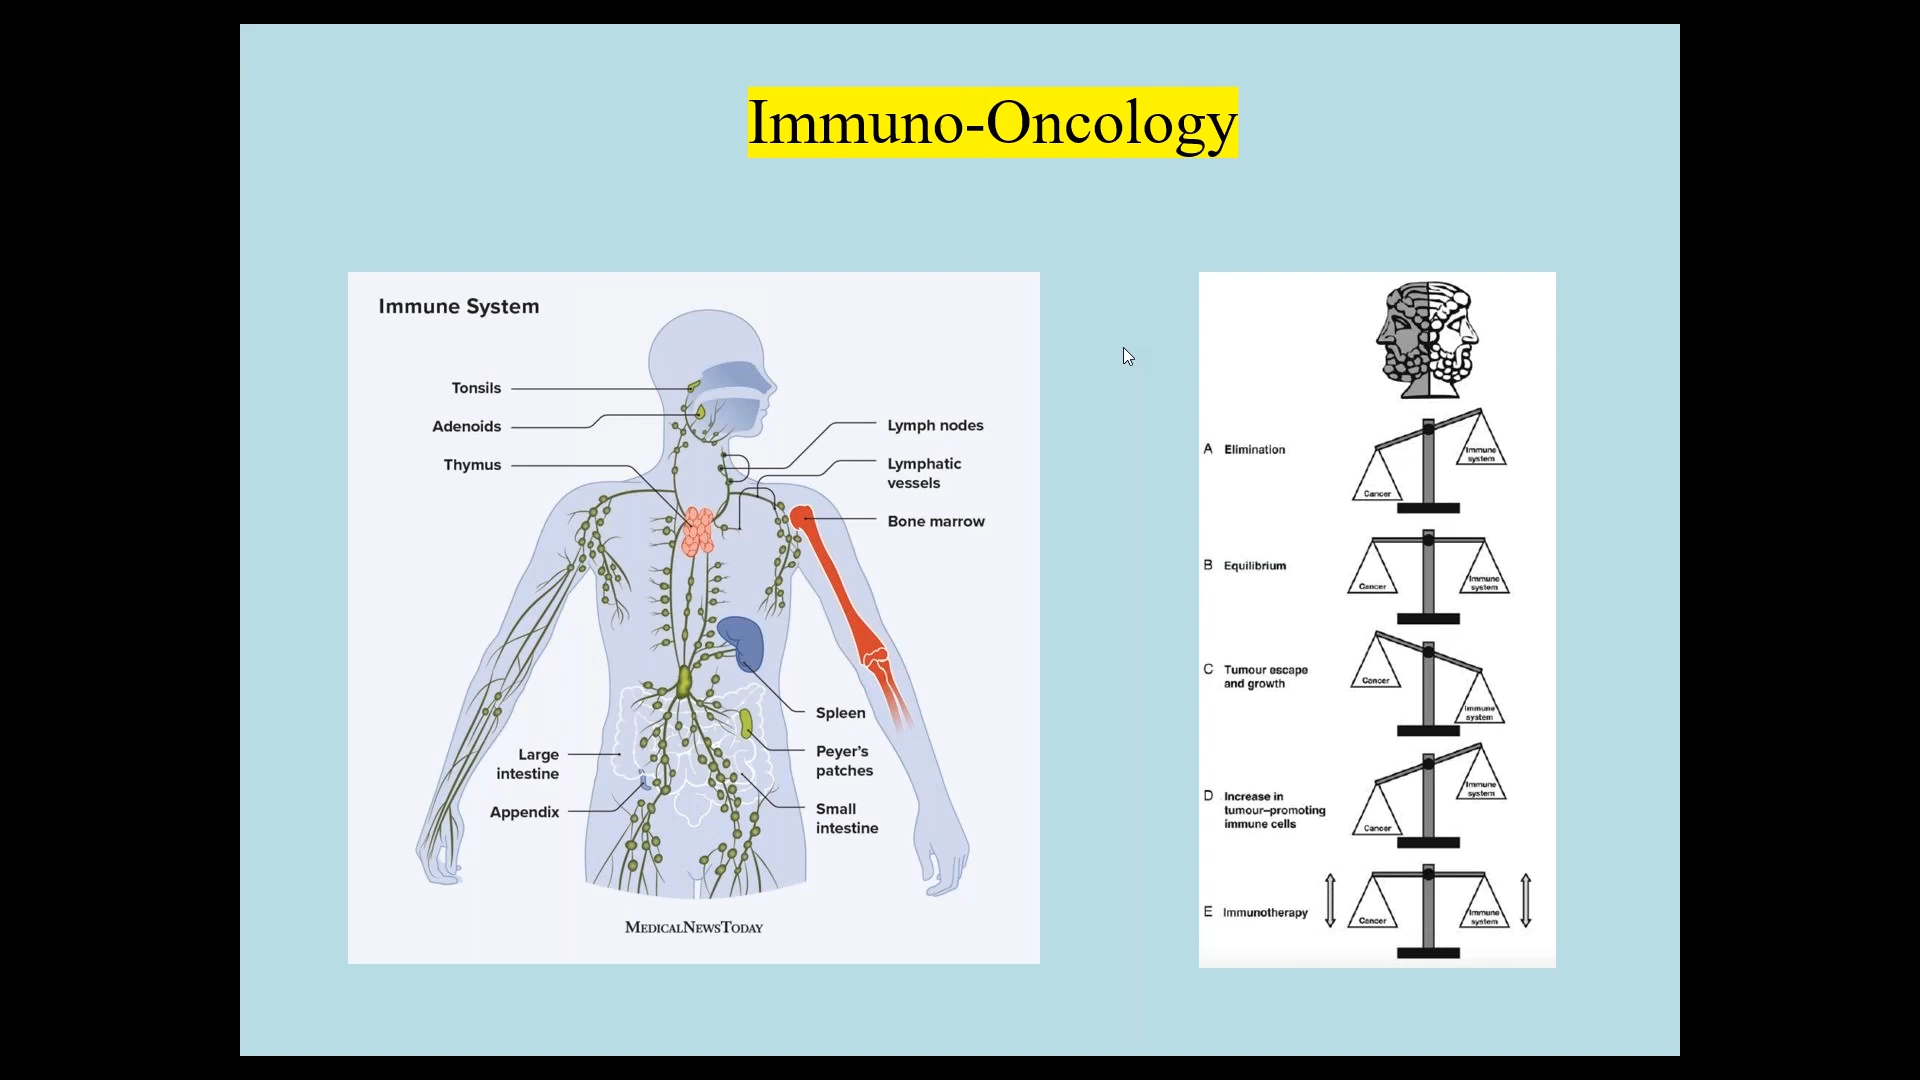 Immuno-Oncology
Immune System
Tonsils
Adenoids
Thymus
Lymph nodes
Lymphatic
vessels
Bone marrow
Spleen
Peyer's
patches
Small
intestine
Large
intestine
Appendix
MEDICALNEWSTODAY
A Elimination
Cancer
Immune
system
B Equilibrium
Cancer
Immune
system
C Tumour escape
and growth
Cancer
Immune
system
D Increase in
tumour–promoting
immune cells
Cancer
Immune
system
E Immunotherapy
Cancer
Immune
system